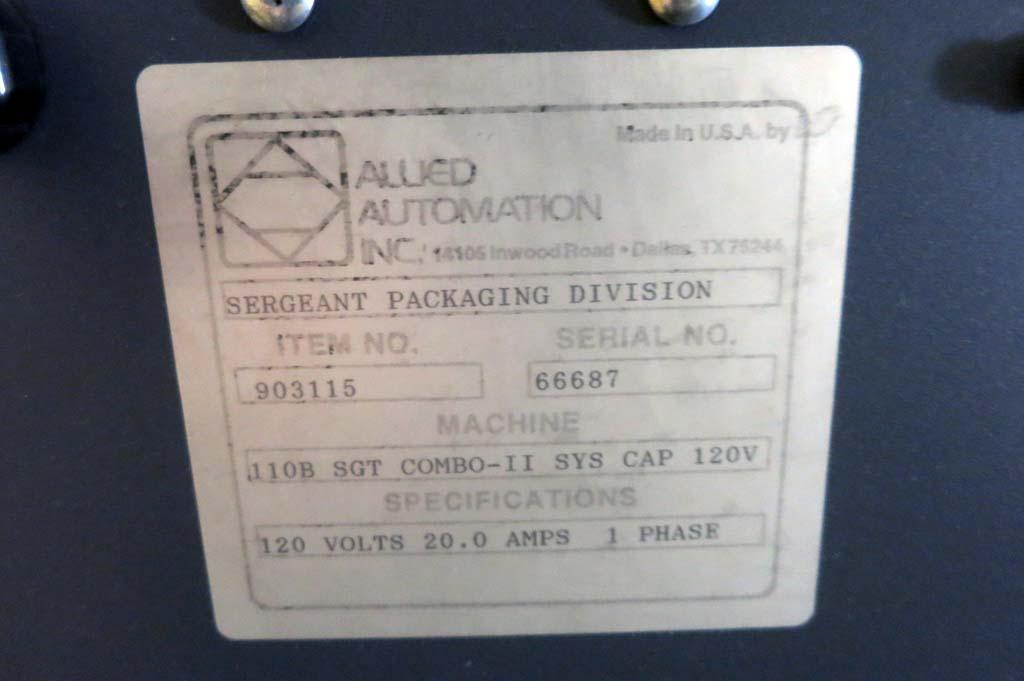 Made In U.S.A. by
ALLIED
AUTOMATION
INC. 14105 Inwood Road • Dallas, TX 75244
SERGEANT PACKAGING DIVISION
ITEM NO. SERIAL NO.
903115 66687
MACHINE
110B SGT COMBO-II SYS CAP 120V
SPECIFICATIONS
120 VOLTS 20.0 AMPS 1 PHASE